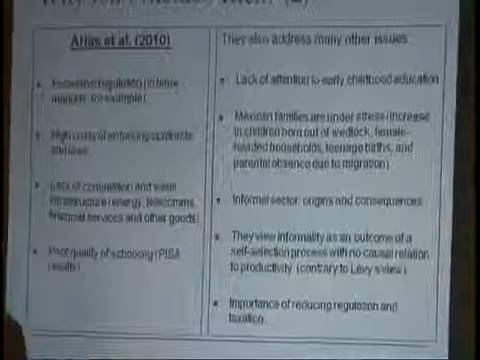 Arias et al. (2010)
Excessive regulation (in labor
markets, for example)
High costs of enforcing contracts
and laws
Lack of competition and weak
infrastructure (energy, telecomms,
financial services and other goods)
Poor quality of schooling (PISA
results)
They also address many other issues:
Lack of attention to early childhood education
Mexican families are under stress (increase
in children born out of wedlock, female-
headed households, teenage births, and
parental absence due to migration)
Informal sector: origins and consequences
They view informality as an outcome of a
self-selection process with no causal relation
to productivity (contrary to Levy's view)
Importance of reducing regulation and
taxation.